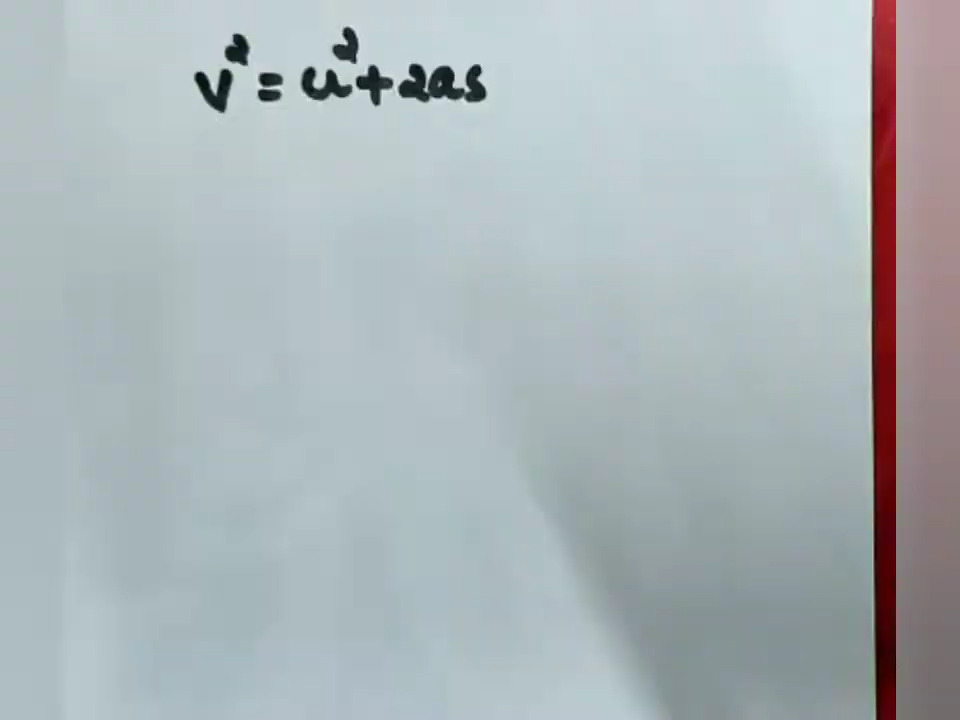 v² = u² + 2as